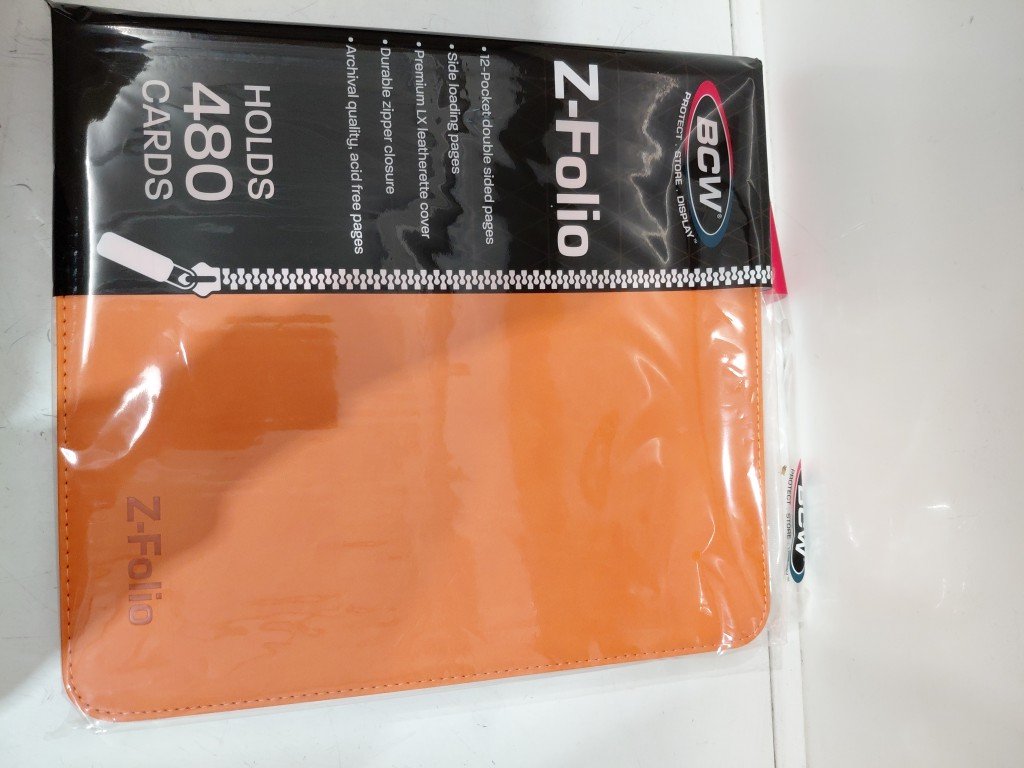 BCW®
PROTECT . STORE . DISPLAY™
Z-Folio
• 12-Pocket double sided pages
• Side loading pages
• Premium LX leatherette cover
• Durable zipper closure
• Archival quality, acid free pages
HOLDS
480
CARDS
Z-Folio
BCW
PROTECT . STORE